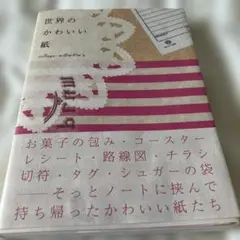 世界の
かわいい
紙
お菓子の包み・コースター
レシート・路線図・チラシ
切符・タグ・シュガーの袋
――そっとノートに挟んで
持ち帰ったかわいい紙たち